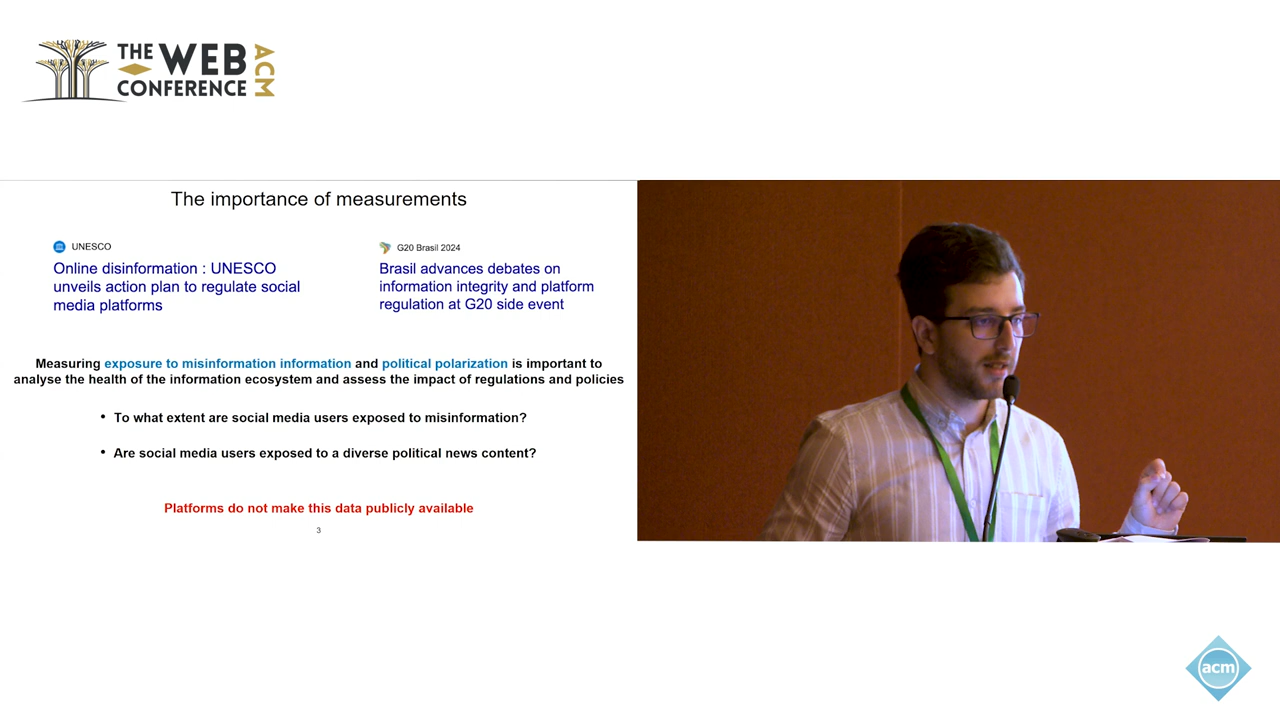 THE WEB
CONFERENCE
ACM
The importance of measurements
UNESCO
Online disinformation : UNESCO
unveils action plan to regulate social
media platforms
G20 Brasil 2024
Brasil advances debates on
information integrity and platform
regulation at G20 side event
Measuring exposure to misinformation information and political polarization is important to
analyse the health of the information ecosystem and assess the impact of regulations and policies
• To what extent are social media users exposed to misinformation?
• Are social media users exposed to a diverse political news content?
Platforms do not make this data publicly available
3
acm